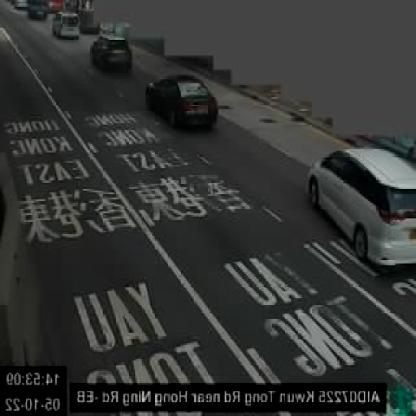 HONG HONG
KONG KONG
EAST EAST
香港東 香港東
YAU YAU
TONG TONG
AID07225 Kwun Tong Rd near Hong Ning Rd -EB
14:53:09
05-10-22